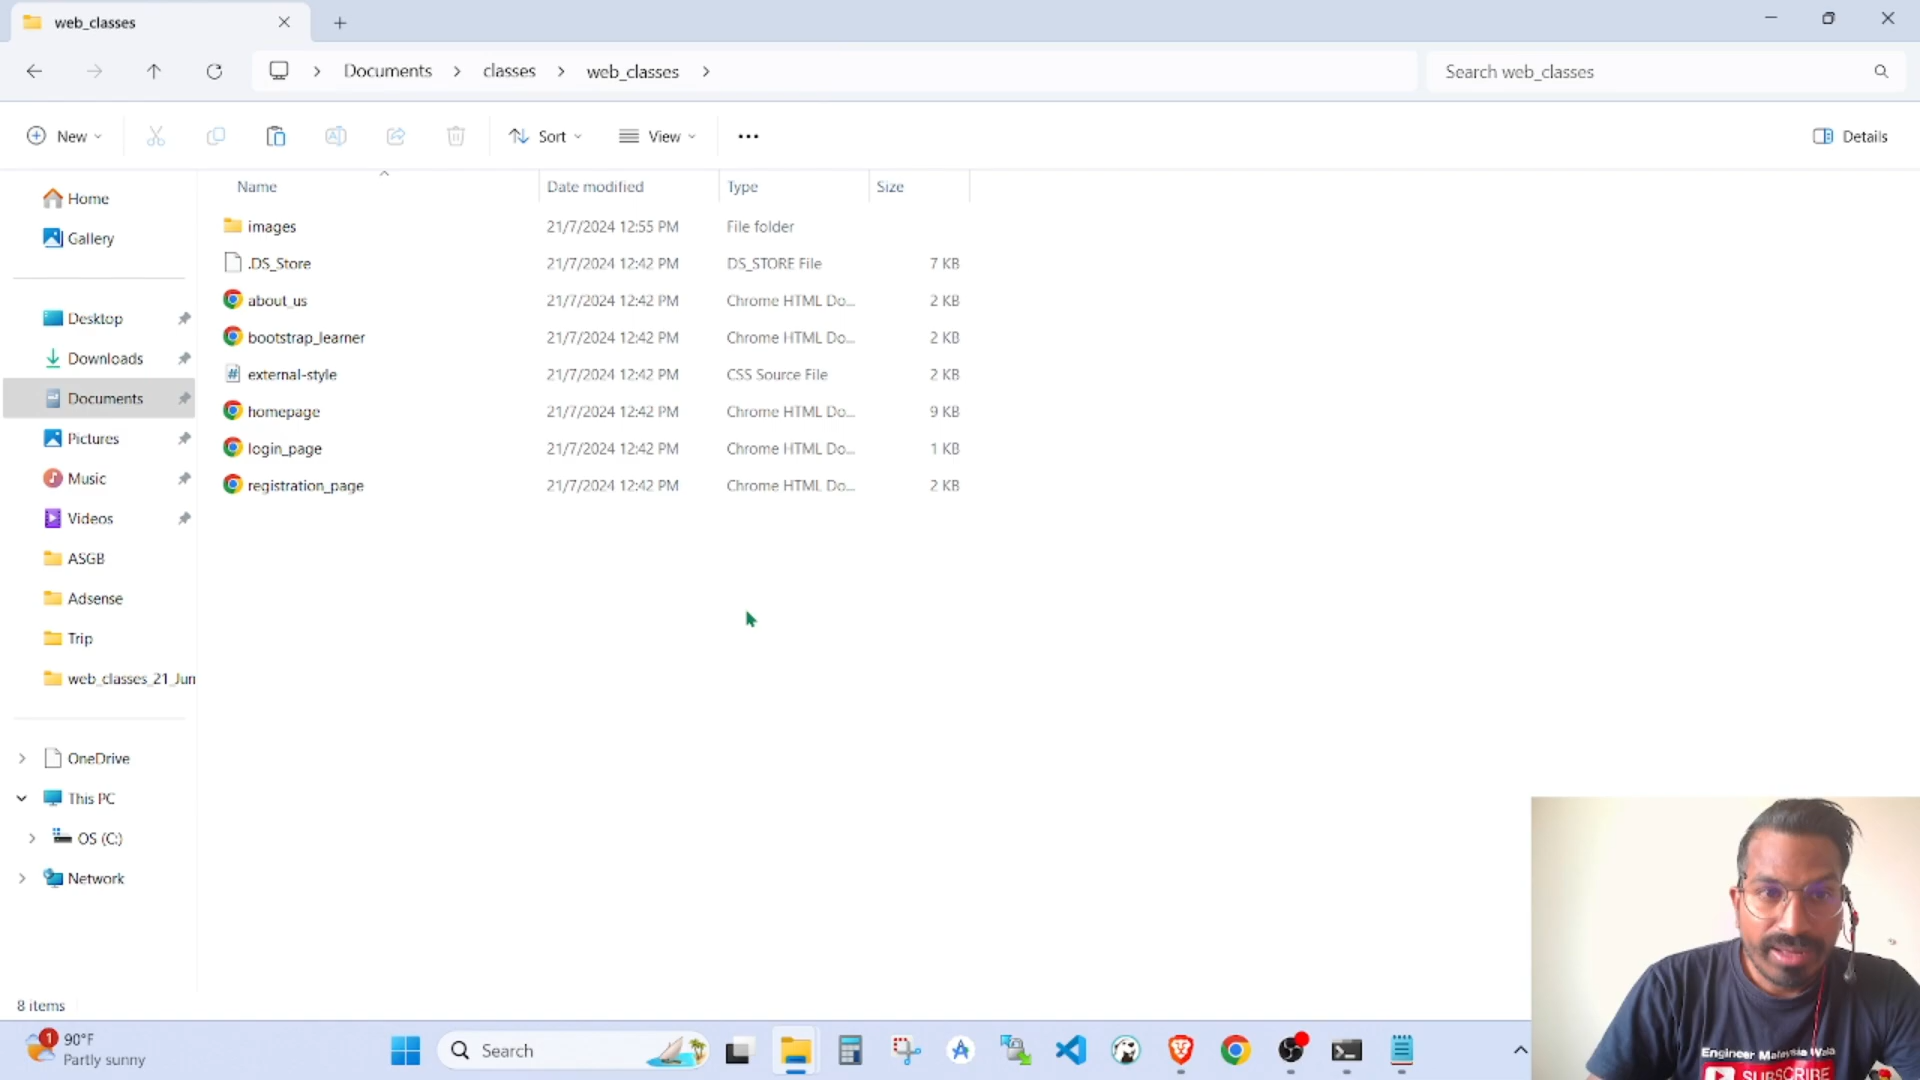 web_classes
Documents
classes
web_classes
Search web_classes
New
Sort
View
Details
Name
Date modified
Type
Size
images
21/7/2024 12:55 PM
File folder
.DS_Store
21/7/2024 12:42 PM
DS_STORE File
7 KB
about_us
21/7/2024 12:42 PM
Chrome HTML Do...
2 KB
bootstrap_learner
21/7/2024 12:42 PM
Chrome HTML Do...
2 KB
external-style
21/7/2024 12:42 PM
CSS Source File
2 KB
homepage
21/7/2024 12:42 PM
Chrome HTML Do...
9 KB
login_page
21/7/2024 12:42 PM
Chrome HTML Do...
1 KB
registration_page
21/7/2024 12:42 PM
Chrome HTML Do...
2 KB
Home
Gallery
Desktop
Downloads
Documents
Pictures
Music
Videos
ASGB
Adsense
Trip
web_classes_21_Jun
OneDrive
This PC
OS (C:)
Network
8 items
1
90°F
Partly sunny
Search
Engineer Malaysia Wala
SUBSCRIBE